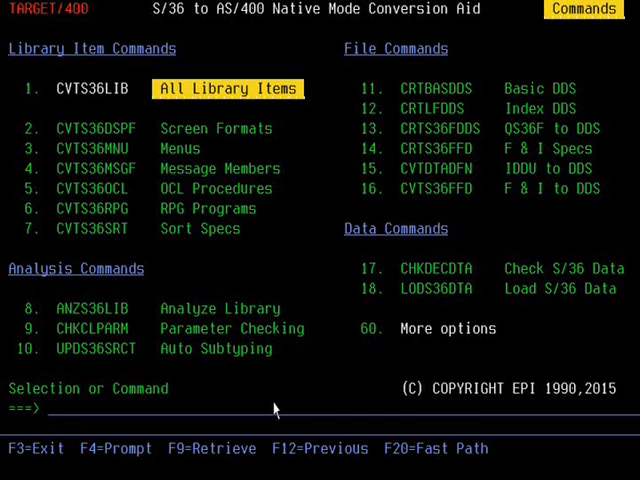 TARGET/400 S/36 to AS/400 Native Mode Conversion Aid Commands
Library Item Commands
1. CVTS36LIB All Library Items
2. CVTS36DSPF Screen Formats
3. CVTS36MNU Menus
4. CVTS36MSGF Message Members
5. CVTS36OCL OCL Procedures
6. CVTS36RPG RPG Programs
7. CVTS36SRT Sort Specs
Analysis Commands
8. ANZS36LIB Analyze Library
9. CHKCLPARM Parameter Checking
10. UPDS36SRCT Auto Subtyping
File Commands
11. CRTBASDDS Basic DDS
12. CRTLFDDS Index DDS
13. CRTS36FDDS QS36F to DDS
14. CRTS36FFD F & I Specs
15. CVTDTADFN IDDU to DDS
16. CVTS36FFD F & I to DDS
Data Commands
17. CHKDECDTA Check S/36 Data
18. LODS36DTA Load S/36 Data
60. More options
Selection or Command
(C) COPYRIGHT EPI 1990,2015
===>
F3=Exit F4=Prompt F9=Retrieve F12=Previous F20=Fast Path